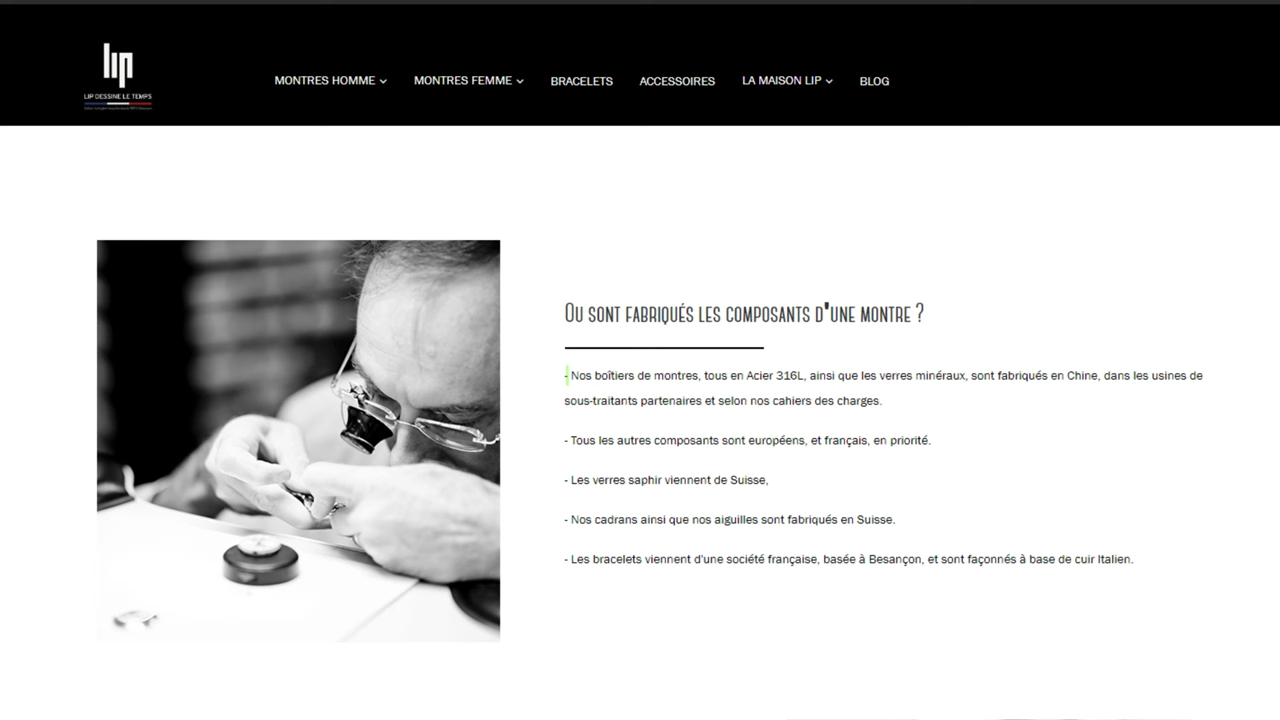 lip
LIP DESSINE LE TEMPS
MONTRES HOMME
MONTRES FEMME
BRACELETS
ACCESSOIRES
LA MAISON LIP
BLOG
OU SONT FABRIQUÉS LES COMPOSANTS D'UNE MONTRE ?
- Nos boîtiers de montres, tous en Acier 316L, ainsi que les verres minéraux, sont fabriqués en Chine, dans les usines de
sous-traitants partenaires et selon nos cahiers des charges.
- Tous les autres composants sont européens, et français, en priorité.
- Les verres saphir viennent de Suisse,
- Nos cadrans ainsi que nos aiguilles sont fabriqués en Suisse.
- Les bracelets viennent d'une société française, basée à Besançon, et sont façonnés à base de cuir Italien.